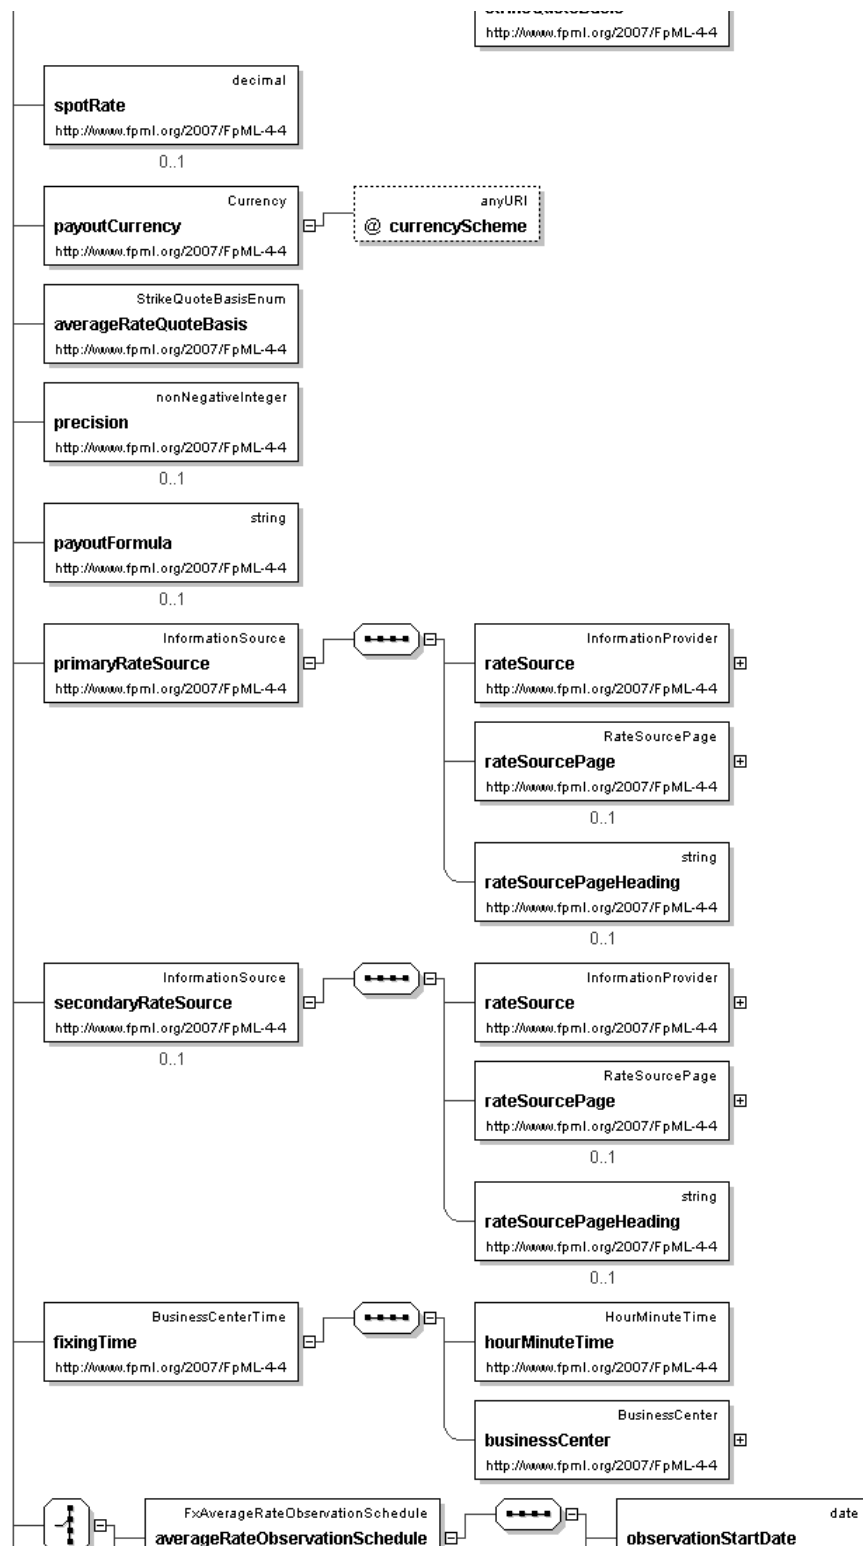 strikeQuoteBasis
http://www.fpml.org/2007/FpML-4-4
decimal
spotRate
http://www.fpml.org/2007/FpML-4-4
0..1
Currency
payoutCurrency
http://www.fpml.org/2007/FpML-4-4
anyURI
@ currencyScheme
StrikeQuoteBasisEnum
averageRateQuoteBasis
http://www.fpml.org/2007/FpML-4-4
nonNegativeInteger
precision
http://www.fpml.org/2007/FpML-4-4
0..1
string
payoutFormula
http://www.fpml.org/2007/FpML-4-4
0..1
InformationSource
primaryRateSource
http://www.fpml.org/2007/FpML-4-4
InformationProvider
rateSource
http://www.fpml.org/2007/FpML-4-4
RateSourcePage
rateSourcePage
http://www.fpml.org/2007/FpML-4-4
0..1
string
rateSourcePageHeading
http://www.fpml.org/2007/FpML-4-4
0..1
InformationSource
secondaryRateSource
http://www.fpml.org/2007/FpML-4-4
0..1
InformationProvider
rateSource
http://www.fpml.org/2007/FpML-4-4
RateSourcePage
rateSourcePage
http://www.fpml.org/2007/FpML-4-4
0..1
string
rateSourcePageHeading
http://www.fpml.org/2007/FpML-4-4
0..1
BusinessCenterTime
fixingTime
http://www.fpml.org/2007/FpML-4-4
HourMinuteTime
hourMinuteTime
http://www.fpml.org/2007/FpML-4-4
BusinessCenter
businessCenter
http://www.fpml.org/2007/FpML-4-4
FxAverageRateObservationSchedule
averageRateObservationSchedule
date
observationStartDate